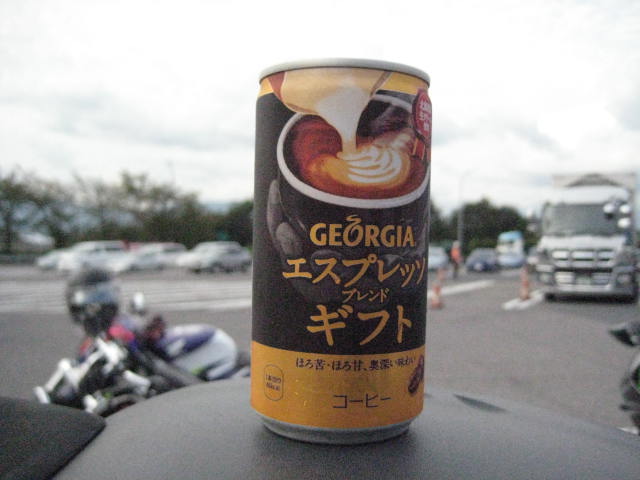 GEORGIA
エスプレッソ
ブレンド
ギフト
ほろ苦・ほろ甘、奥深い味わい
コーヒー